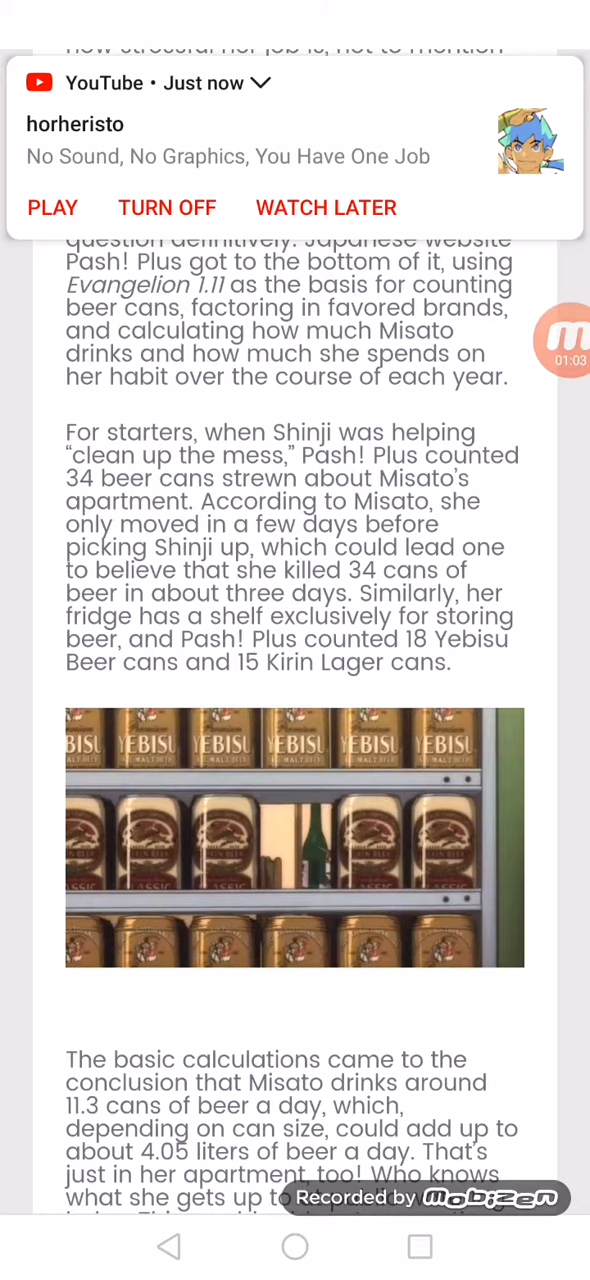 YouTube • Just now
horheristo
No Sound, No Graphics, You Have One Job
PLAY TURN OFF WATCH LATER
question definitively. Japanese website
Pash! Plus got to the bottom of it, using
Evangelion 1.11 as the basis for counting
beer cans, factoring in favored brands,
and calculating how much Misato
drinks and how much she spends on
her habit over the course of each year.
01:03
For starters, when Shinji was helping
“clean up the mess,” Pash! Plus counted
34 beer cans strewn about Misato’s
apartment. According to Misato, she
only moved in a few days before
picking Shinji up, which could lead one
to believe that she killed 34 cans of
beer in about three days. Similarly, her
fridge has a shelf exclusively for storing
beer, and Pash! Plus counted 18 Yebisu
Beer cans and 15 Kirin Lager cans.
YEBISU YEBISU YEBISU YEBISU YEBISU
The basic calculations came to the
conclusion that Misato drinks around
11.3 cans of beer a day, which,
depending on can size, could add up to
about 4.05 liters of beer a day. That’s
just in her apartment, too! Who knows
what she gets up to
Recorded by Mobizen